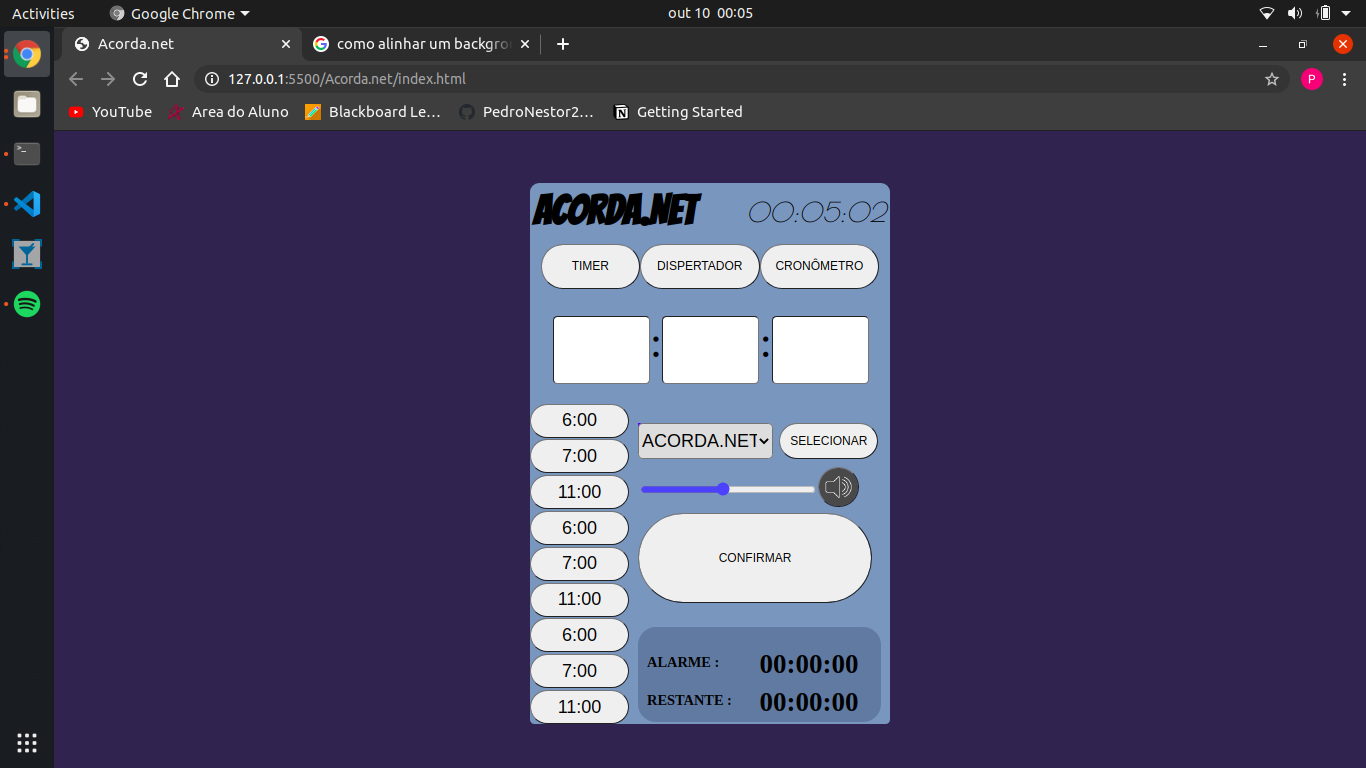 Activities Google Chrome out 10 00:05
Acorda.net como alinhar um backgro
127.0.0.1:5500/Acorda.net/index.html P
YouTube Area do Aluno Blackboard Le… PedroNestor2… Getting Started
ACORDA.NET 00:05:02
TIMER DISPERTADOR CRONÔMETRO
: :
6:00
ACORDA.NET SELECIONAR
7:00
11:00
6:00
CONFIRMAR
7:00
11:00
6:00
ALARME : 00:00:00
7:00
RESTANTE : 00:00:00
11:00